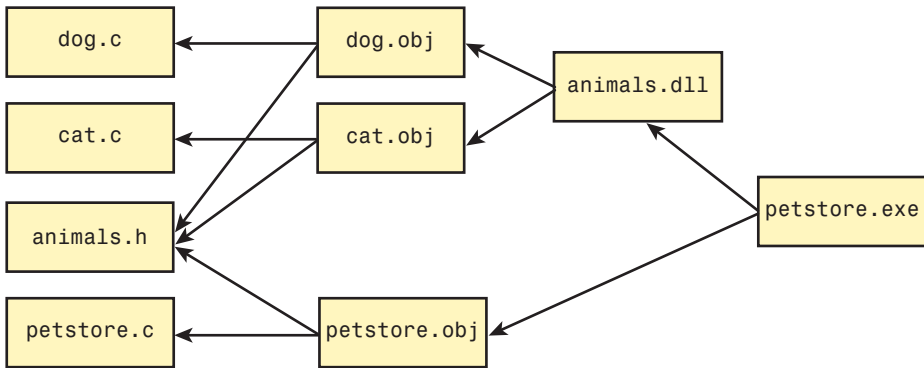 dog.c
dog.obj
animals.dll
cat.c
cat.obj
petstore.exe
animals.h
petstore.c
petstore.obj